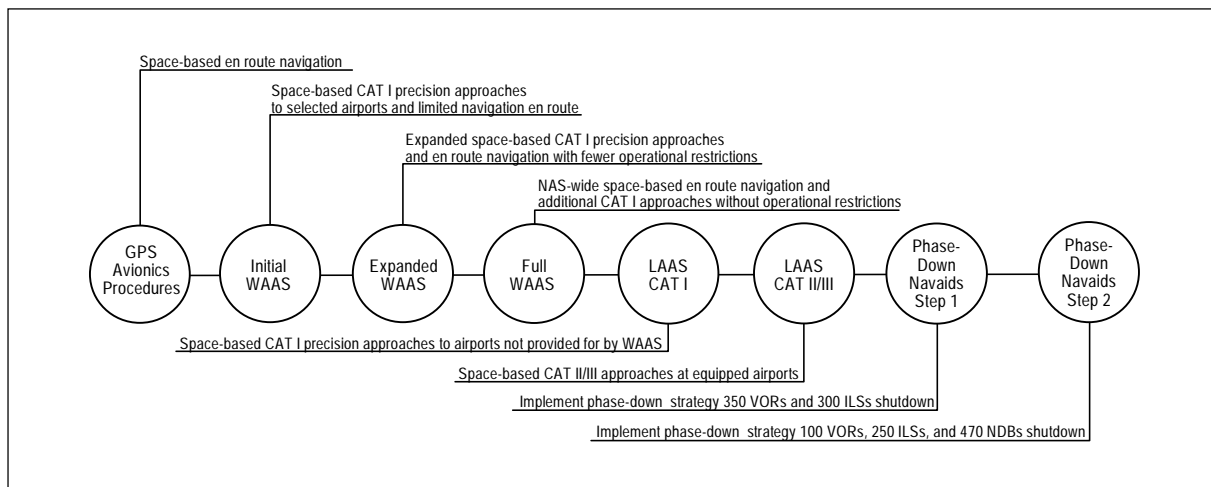 Space-based en route navigation
Space-based CAT I precision approaches
to selected airports and limited navigation en route
Expanded space-based CAT I precision approaches
and en route navigation with fewer operational restrictions
NAS-wide space-based en route navigation and
additional CAT I approaches without operational restrictions
GPS
Avionics
Procedures
Initial
WAAS
Expanded
WAAS
Full
WAAS
LAAS
CAT I
LAAS
CAT II/III
Phase-
Down
Navaids
Step 1
Phase-
Down
Navaids
Step 2
Space-based CAT I precision approaches to airports not provided for by WAAS
Space-based CAT II/III approaches at equipped airports
Implement phase-down strategy 350 VORs and 300 ILSs shutdown
Implement phase-down strategy 100 VORs, 250 ILSs, and 470 NDBs shutdown